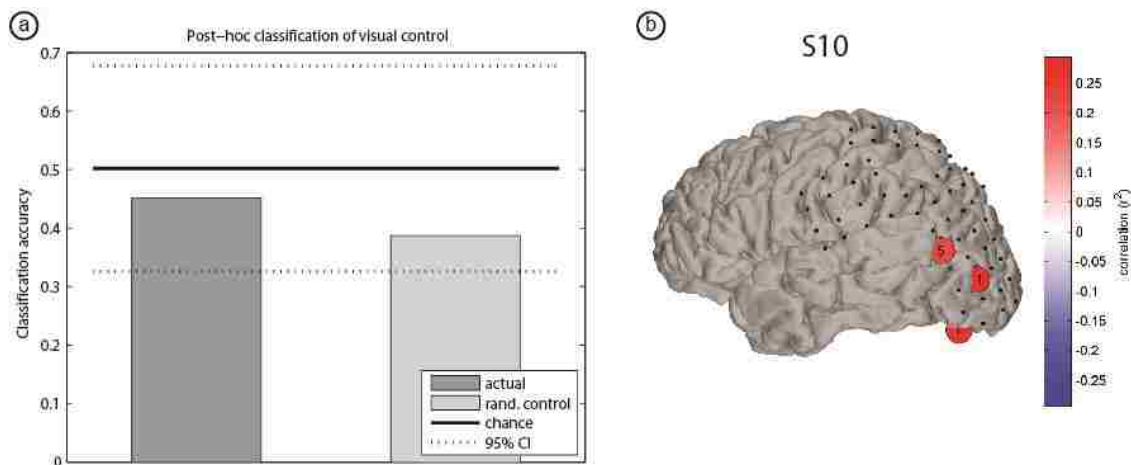 a
Post-hoc classification of visual control
Classification accuracy
0.7
0.6
0.5
0.4
0.3
0.2
0.1
0
actual
rand. control
chance
95% CI
b
S10
5
1
0.25
0.2
0.15
0.1
0.05
0
-0.05
-0.1
-0.15
-0.2
-0.25
correlation (r²)